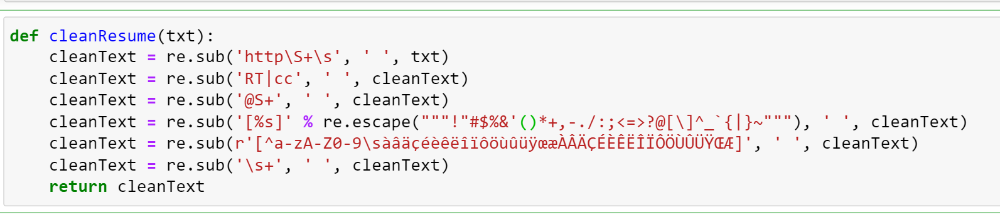 def cleanResume(txt):
    cleanText = re.sub('http\S+\s', ' ', txt)
    cleanText = re.sub('RT|cc', ' ', cleanText)
    cleanText = re.sub('@S+', ' ', cleanText)
    cleanText = re.sub('[%s]' % re.escape("""!"#$%&'()*+,-./:;<=>?@[\]^_`{|}~"""), ' ', cleanText)
    cleanText = re.sub(r'[^a-zA-Z0-9\sàâäçéèêëîïôöùûüÿœæÀÂÄÇÉÈÊËÎÏÔÖÙÛÜŸŒÆ]', ' ', cleanText)
    cleanText = re.sub('\s+', ' ', cleanText)
    return cleanText